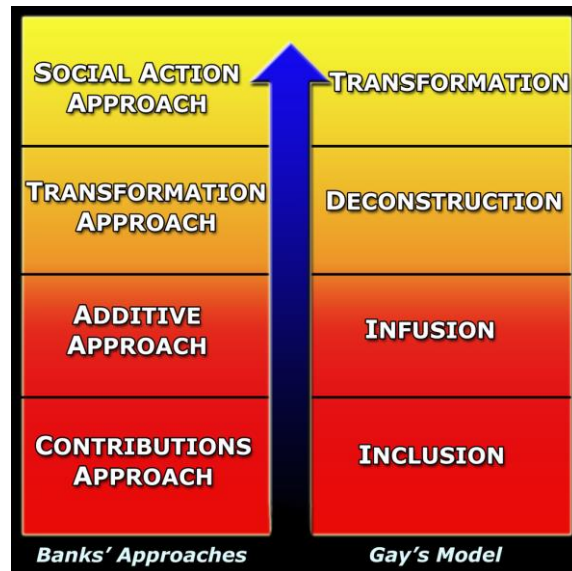 SOCIAL ACTION
APPROACH
TRANSFORMATION
TRANSFORMATION
APPROACH
DECONSTRUCTION
ADDITIVE
APPROACH
INFUSION
CONTRIBUTIONS
APPROACH
INCLUSION
Banks' Approaches
Gay's Model